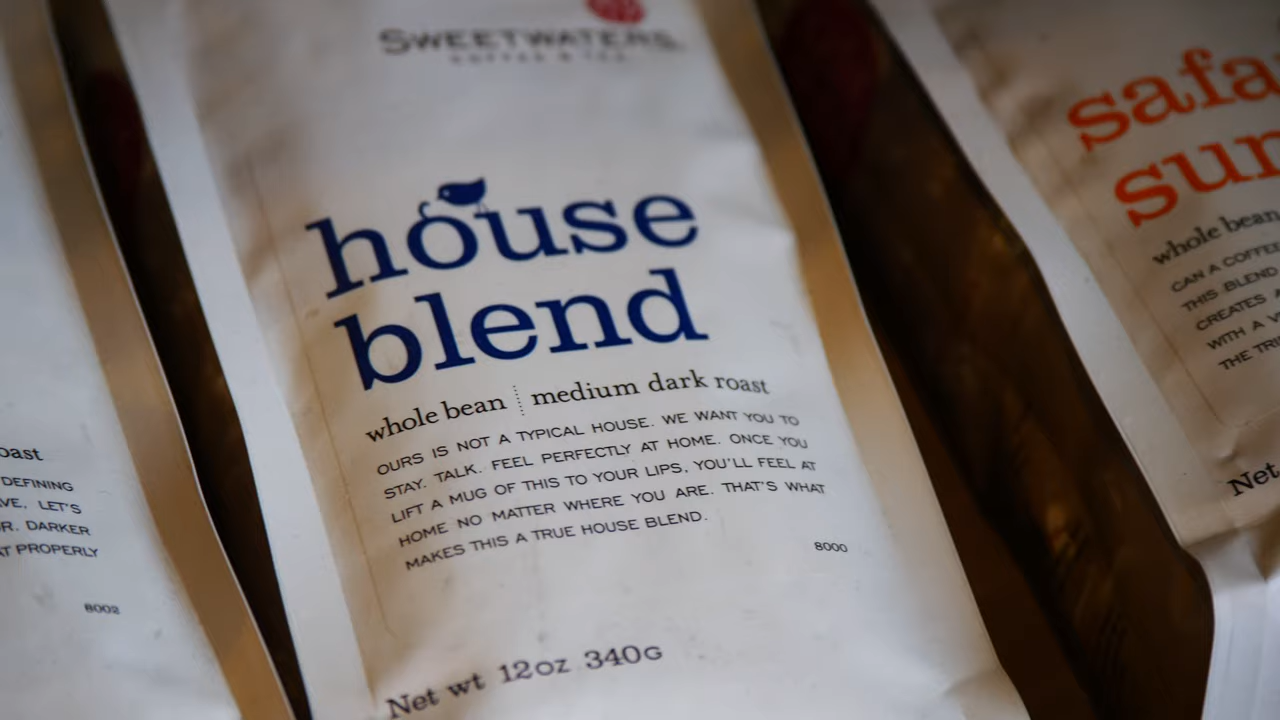 SWEETWATERS
COFFEE & TEA
house
blend
whole bean | medium dark roast
OURS IS NOT A TYPICAL HOUSE. WE WANT YOU TO
STAY. TALK. FEEL PERFECTLY AT HOME. ONCE YOU
LIFT A MUG OF THIS TO YOUR LIPS, YOU'LL FEEL AT
HOME NO MATTER WHERE YOU ARE. THAT'S WHAT
MAKES THIS A TRUE HOUSE BLEND.
8000
Net wt 12oz 340G
oast
DEFINING
VE, LET'S
R. DARKER
AT PROPERLY
8002
safa
sun
whole bean
CAN A COFFEE
THIS BLEND
CREATES
WITH A
THE
Net